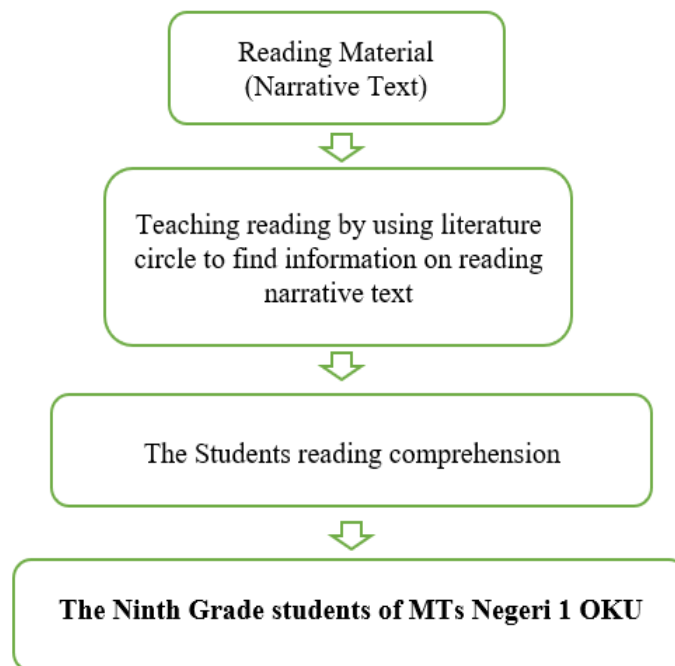 Reading Material
(Narrative Text)
Teaching reading by using literature
circle to find information on reading
narrative text
The Students reading comprehension
The Ninth Grade students of MTs Negeri 1 OKU